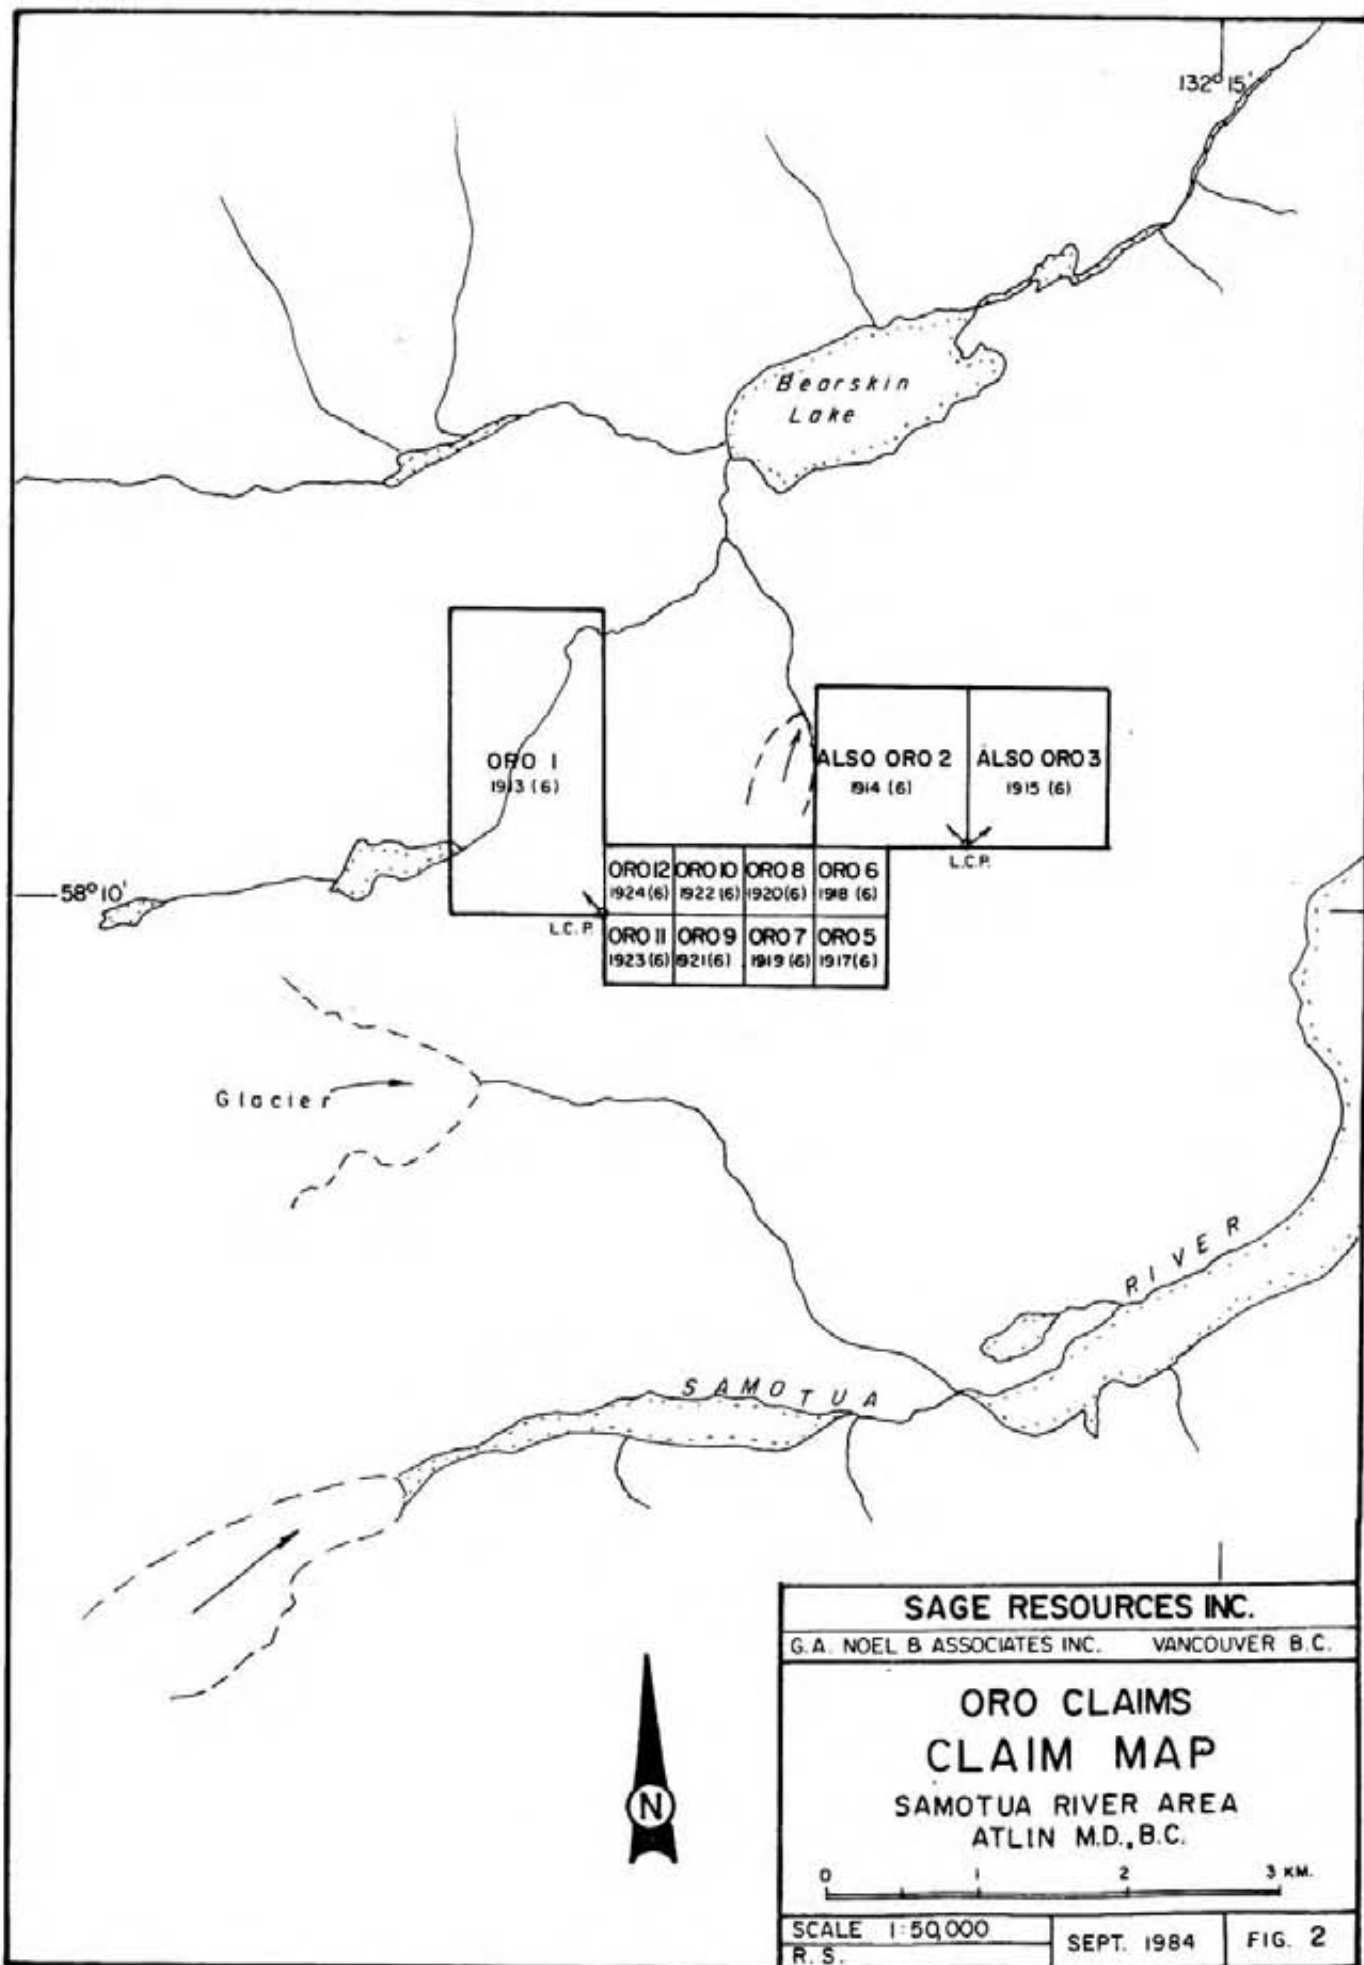 132° 15'
Bearskin
Lake
ORO 1
1913 (6)
ALSO ORO 2
1914 (6)
ALSO ORO 3
1915 (6)
L.C.P.
58° 10'
ORO 12
1924 (6)
ORO 10
1922 (6)
ORO 8
1920 (6)
ORO 6
1918 (6)
L.C.P.
ORO 11
1923 (6)
ORO 9
1921 (6)
ORO 7
1919 (6)
ORO 5
1917 (6)
Glacier
SAMOTUA RIVER
N
SAGE RESOURCES INC.
G.A. NOEL & ASSOCIATES INC. VANCOUVER B.C.
ORO CLAIMS
CLAIM MAP
SAMOTUA RIVER AREA
ATLIN M.D., B.C.
0 1 2 3 KM.
SCALE 1:50,000
R. S.
SEPT. 1984
FIG. 2